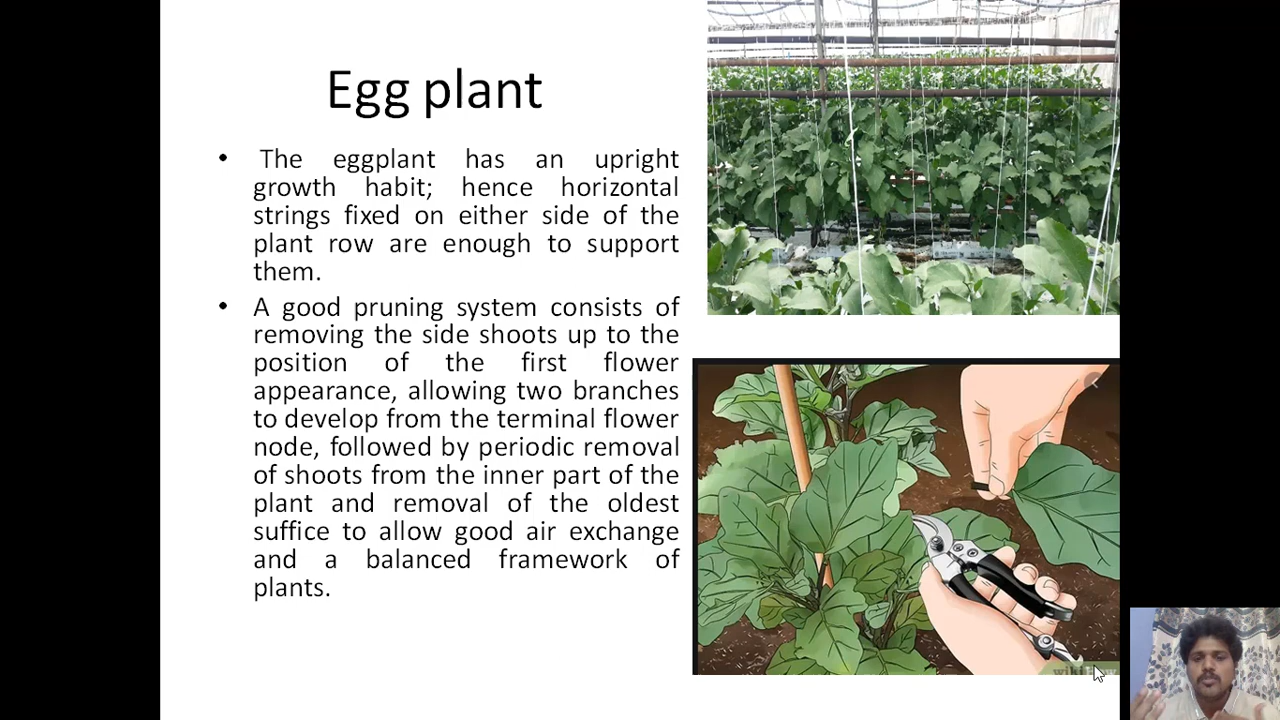 Egg plant
• The eggplant has an upright
growth habit; hence horizontal
strings fixed on either side of the
plant row are enough to support
them.
• A good pruning system consists of
removing the side shoots up to the
position of the first flower
appearance, allowing two branches
to develop from the terminal flower
node, followed by periodic removal
of shoots from the inner part of the
plant and removal of the oldest
suffice to allow good air exchange
and a balanced framework of
plants.
wikiHow